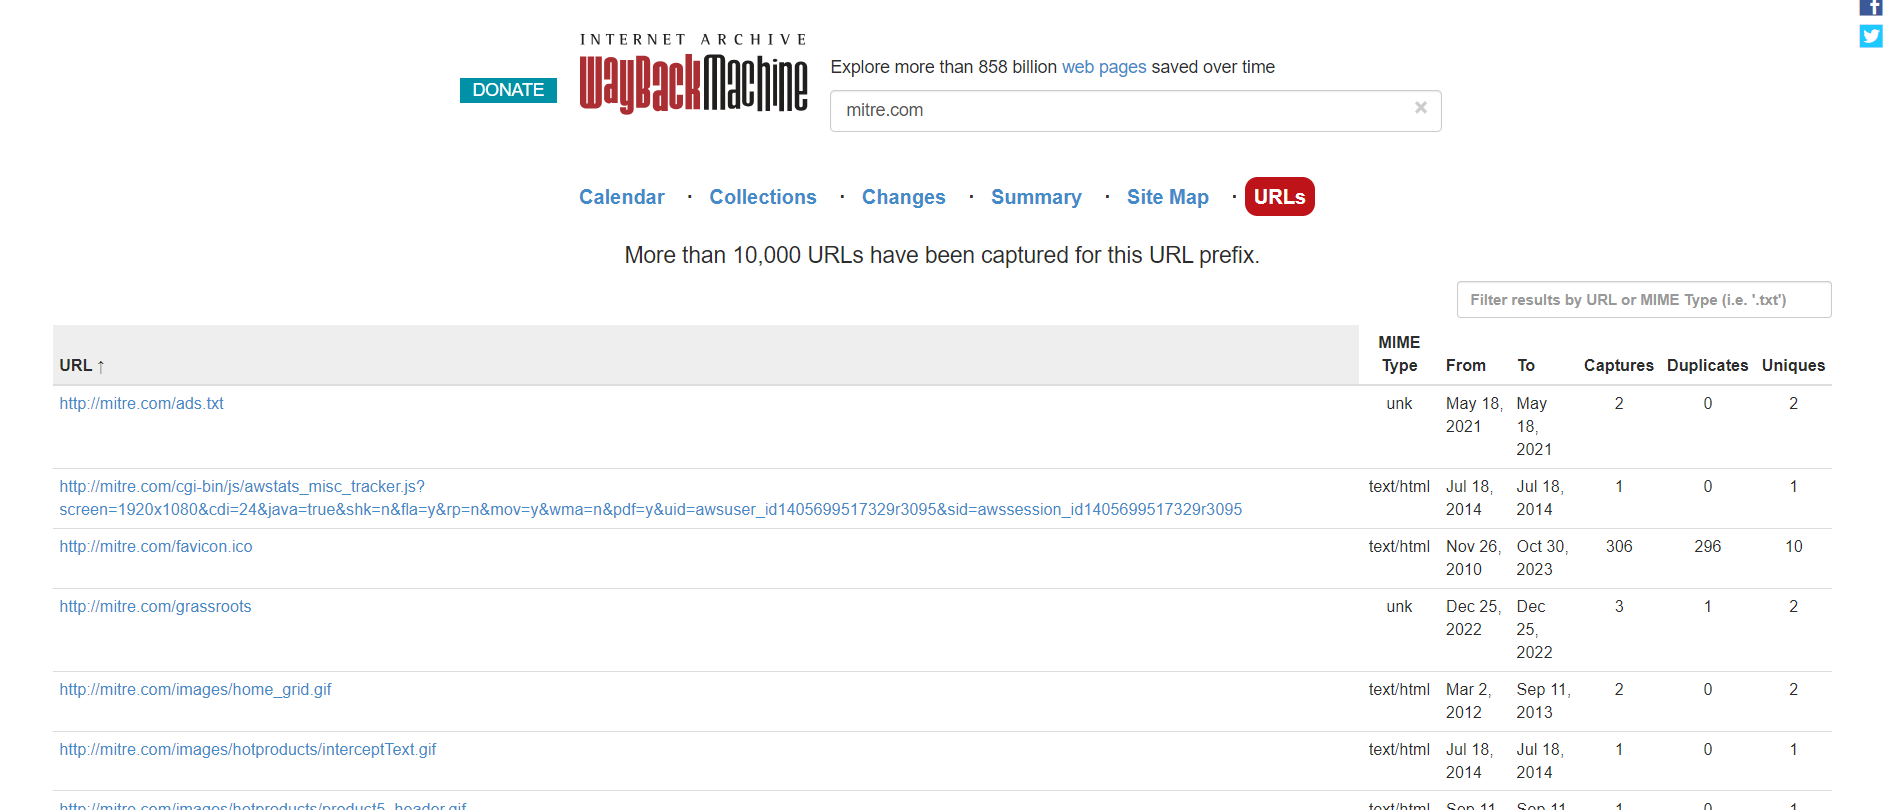 INTERNET ARCHIVE
WayBackMachine
DONATE
Explore more than 858 billion web pages saved over time
mitre.com ×
Calendar · Collections · Changes · Summary · Site Map · URLs
More than 10,000 URLs have been captured for this URL prefix.
Filter results by URL or MIME Type (i.e. '.txt')
URL ↑ MIME Type From To Captures Duplicates Uniques
http://mitre.com/ads.txt unk May 18, 2021 May 18, 2021 2 0 2
http://mitre.com/cgi-bin/js/awstats_misc_tracker.js?
screen=1920x1080&cdi=24&java=true&shk=n&fla=y&rp=n&mov=y&wma=n&pdf=y&uid=awsuser_id1405699517329r3095&sid=awssession_id1405699517329r3095 text/html Jul 18, 2014 Jul 18, 2014 1 0 1
http://mitre.com/favicon.ico text/html Nov 26, 2010 Oct 30, 2023 306 296 10
http://mitre.com/grassroots unk Dec 25, 2022 Dec 25, 2022 3 1 2
http://mitre.com/images/home_grid.gif text/html Mar 2, 2012 Sep 11, 2013 2 0 2
http://mitre.com/images/hotproducts/interceptText.gif text/html Jul 18, 2014 Jul 18, 2014 1 0 1
http://mitre.com/images/hotproducts/product5_header.gif text/html Sep 11, Sep 11, 1 0 1